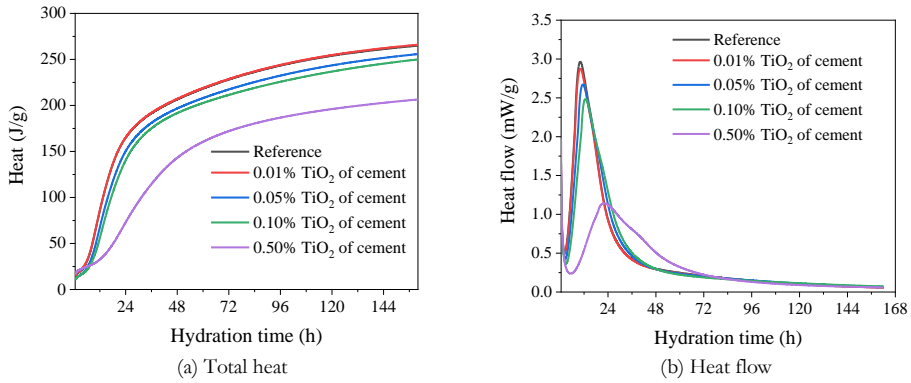 300
250
200
150
100
50
0
Heat (J/g)
Reference
0.01% TiO2 of cement
0.05% TiO2 of cement
0.10% TiO2 of cement
0.50% TiO2 of cement
24 48 72 96 120 144
Hydration time (h)
(a) Total heat
3.5
3.0
2.5
2.0
1.5
1.0
0.5
0.0
Heat flow (mW/g)
Reference
0.01% TiO2 of cement
0.05% TiO2 of cement
0.10% TiO2 of cement
0.50% TiO2 of cement
24 48 72 96 120 144 168
Hydration time (h)
(b) Heat flow